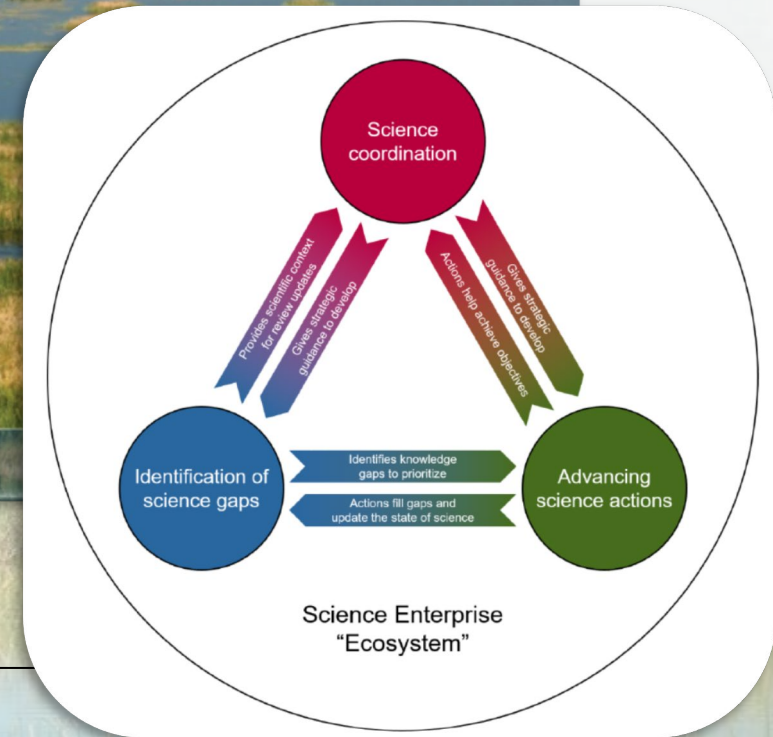 Science
coordination
Provides scientific context
for review updates
Gives strategic
guidance to develop
Actions help achieve objectives
Gives strategic
guidance to develop
Identification of
science gaps
Identifies knowledge
gaps to prioritize
Actions fill gaps and
update the state of science
Advancing
science actions
Science Enterprise
“Ecosystem”